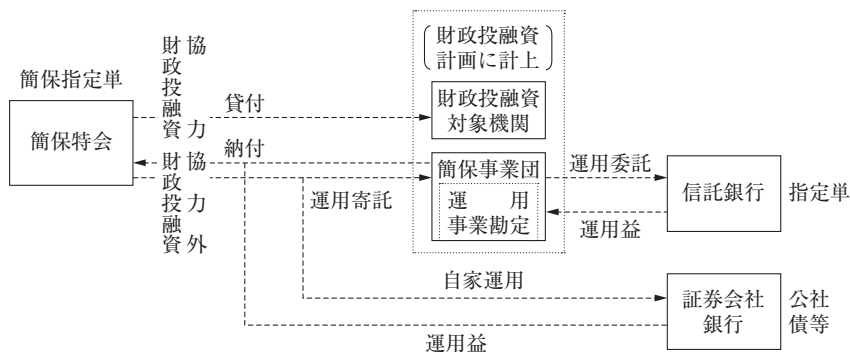 簡保指定単
簡保特会
財政投融資
協力
貸付
(財政投融資
計画に計上)
財政投融資
対象機関
納付
財政投融資外
協力
運用寄託
簡保事業団
運　用
事業勘定
運用委託
運用益
信託銀行
指定単
自家運用
証券会社
銀行
公社
債等
運用益